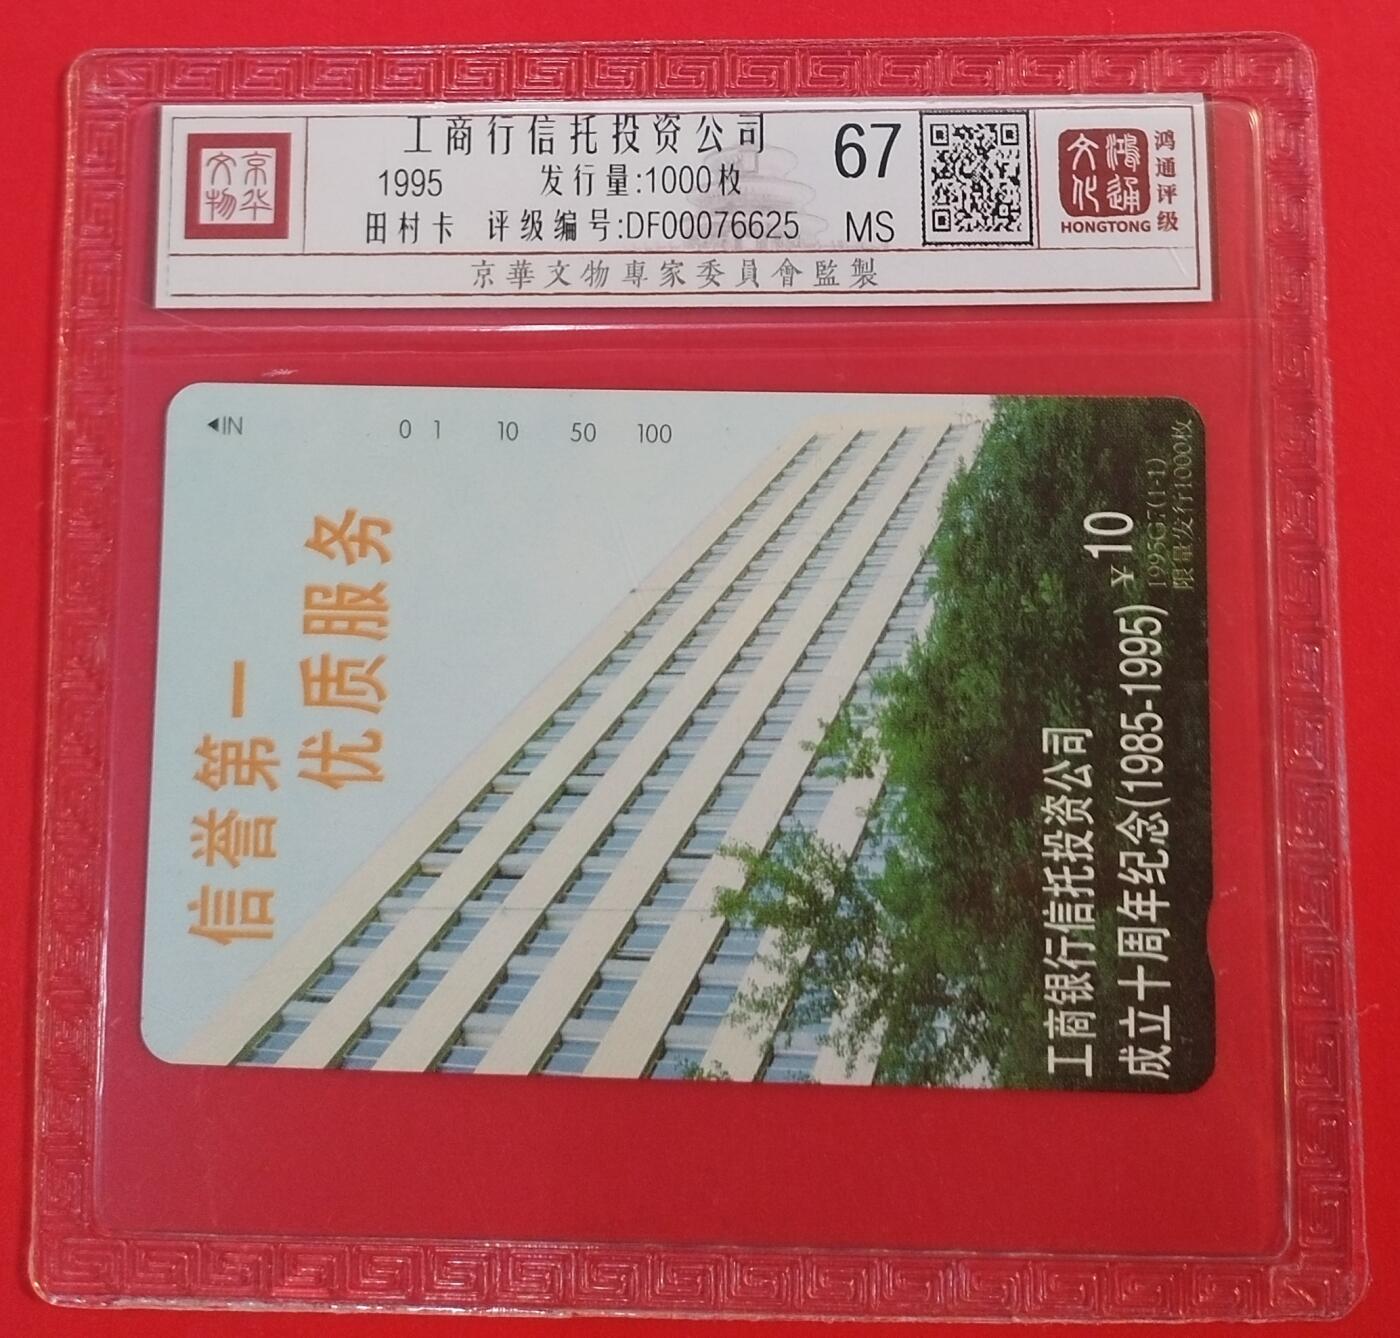 京华
文物
工商行信托投资公司
1995 发行量:1000枚
田村卡 评级编号:DF00076625
67
MS
鸿通
文化
HONGTONG
鸿通评级
京華文物專家委員會監製
◀IN
0 1 10 50 100
信誉第一
优质服务
工商银行信托投资公司
成立十周年纪念(1985-1995)
¥10
1995G7(1-1)
限量发行1000枚